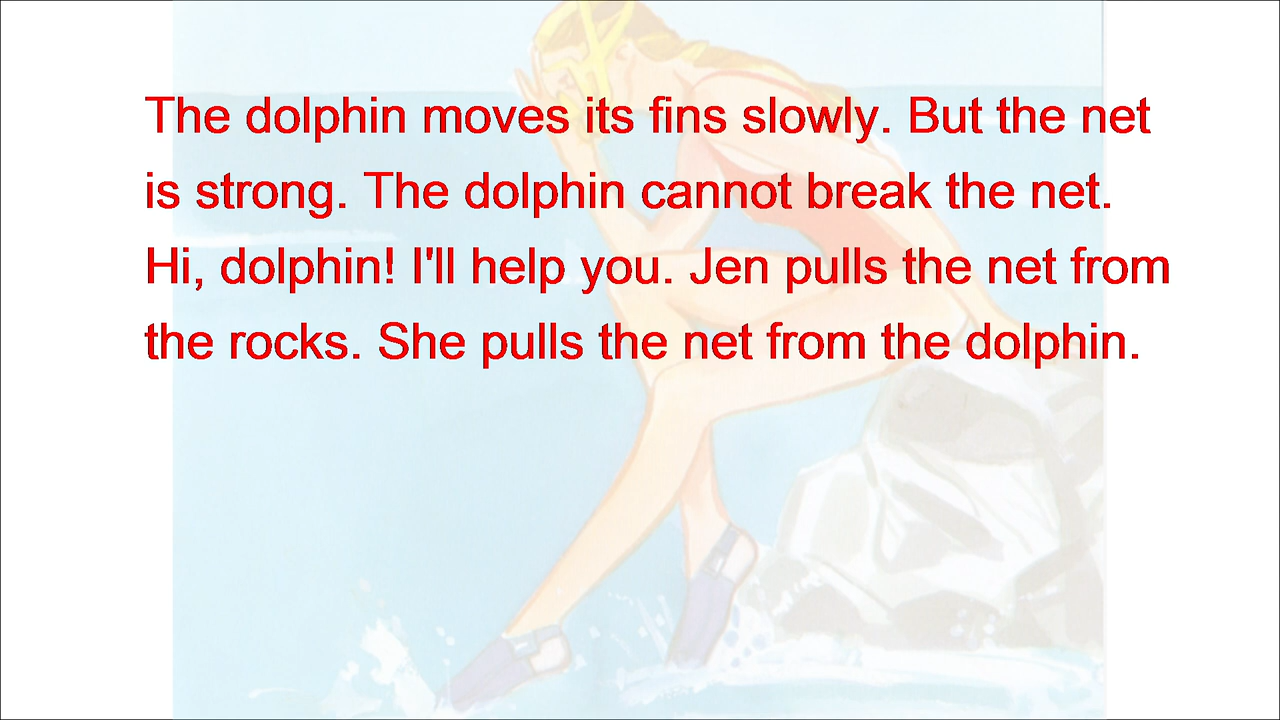 The dolphin moves its fins slowly. But the net
is strong. The dolphin cannot break the net.
Hi, dolphin! I'll help you. Jen pulls the net from
the rocks. She pulls the net from the dolphin.